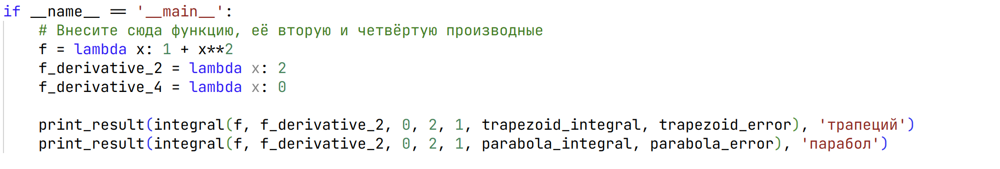 if __name__ == '__main__':
    # Внесите сюда функцию, её вторую и четвёртую производные
    f = lambda x: 1 + x**2
    f_derivative_2 = lambda x: 2
    f_derivative_4 = lambda x: 0

    print_result(integral(f, f_derivative_2, 0, 2, 1, trapezoid_integral, trapezoid_error), 'трапеций')
    print_result(integral(f, f_derivative_2, 0, 2, 1, parabola_integral, parabola_error), 'парабол')